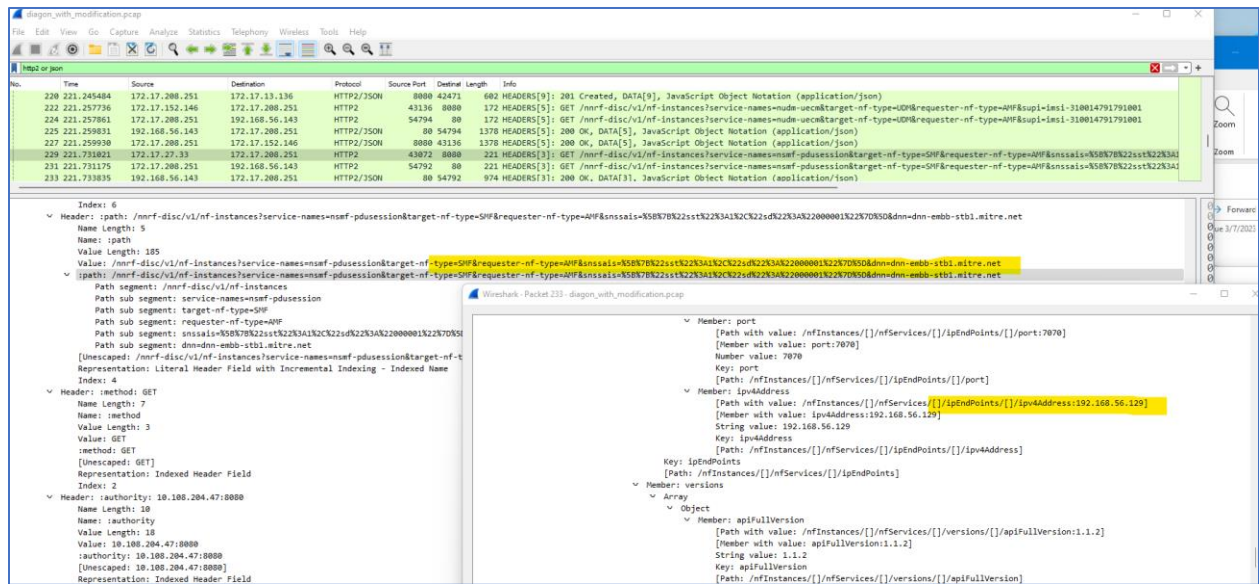 diagon_with_modification.pcap
File Edit View Go Capture Analyze Statistics Telephony Wireless Tools Help
http2 or json
No. Time Source Destination Protocol Source Port Destinat Length Info
220 221.245484 172.17.208.251 172.17.13.136 HTTP2/JSON 8080 42471 602 HEADERS[9]: 201 Created, DATA[9], JavaScript Object Notation (application/json)
222 221.257736 172.17.152.146 172.17.208.251 HTTP2 43136 8080 172 HEADERS[5]: GET /nnrf-disc/v1/nf-instances?service-names=nudm-uecm&target-nf-type=UDM&requester-nf-type=AMF&supi=imsi-310014791791001
224 221.257861 172.17.208.251 192.168.56.143 HTTP2 54794 80 172 HEADERS[5]: GET /nnrf-disc/v1/nf-instances?service-names=nudm-uecm&target-nf-type=UDM&requester-nf-type=AMF&supi=imsi-310014791791001
225 221.259831 192.168.56.143 172.17.208.251 HTTP2/JSON 80 54794 1378 HEADERS[5]: 200 OK, DATA[5], JavaScript Object Notation (application/json)
227 221.259930 172.17.208.251 172.17.152.146 HTTP2/JSON 8080 43136 1378 HEADERS[5]: 200 OK, DATA[5], JavaScript Object Notation (application/json)
229 221.731021 172.17.27.33 172.17.208.251 HTTP2 43072 8080 221 HEADERS[3]: GET /nnrf-disc/v1/nf-instances?service-names=nsmf-pdusession&target-nf-type=SMF&requester-nf-type=AMF&snssais=%5B%7B%22sst%22%3A1
231 221.731175 172.17.208.251 192.168.56.143 HTTP2 54792 80 221 HEADERS[3]: GET /nnrf-disc/v1/nf-instances?service-names=nsmf-pdusession&target-nf-type=SMF&requester-nf-type=AMF&snssais=%5B%7B%22sst%22%3A1
233 221.733835 192.168.56.143 172.17.208.251 HTTP2/JSON 80 54792 974 HEADERS[3]: 200 OK, DATA[3], JavaScript Object Notation (application/json)
Zoom
Zoom
Forward
Tue 3/7/2023
Index: 6
Header: :path: /nnrf-disc/v1/nf-instances?service-names=nsmf-pdusession&target-nf-type=SMF&requester-nf-type=AMF&snssais=%5B%7B%22sst%22%3A1%2C%22sd%22%3A%22000001%22%7D%5D&dnn=dnn-embb-stb1.mitre.net
Name Length: 5
Name: :path
Value Length: 185
Value: /nnrf-disc/v1/nf-instances?service-names=nsmf-pdusession&target-nf-type=SMF&requester-nf-type=AMF&snssais=%5B%7B%22sst%22%3A1%2C%22sd%22%3A%22000001%22%7D%5D&dnn=dnn-embb-stb1.mitre.net
:path: /nnrf-disc/v1/nf-instances?service-names=nsmf-pdusession&target-nf-type=SMF&requester-nf-type=AMF&snssais=%5B%7B%22sst%22%3A1%2C%22sd%22%3A%22000001%22%7D%5D&dnn=dnn-embb-stb1.mitre.net
Path segment: /nnrf-disc/v1/nf-instances
Path sub segment: service-names=nsmf-pdusession
Path sub segment: target-nf-type=SMF
Path sub segment: requester-nf-type=AMF
Path sub segment: snssais=%5B%7B%22sst%22%3A1%2C%22sd%22%3A%22000001%22%7D%5D
Path sub segment: dnn=dnn-embb-stb1.mitre.net
[Unescaped: /nnrf-disc/v1/nf-instances?service-names=nsmf-pdusession&target-nf-t
Representation: Literal Header Field with Incremental Indexing - Indexed Name
Index: 4
Header: :method: GET
Name Length: 7
Name: :method
Value Length: 3
Value: GET
:method: GET
[Unescaped: GET]
Representation: Indexed Header Field
Index: 2
Header: :authority: 10.108.204.47:8080
Name Length: 10
Name: :authority
Value Length: 18
Value: 10.108.204.47:8080
:authority: 10.108.204.47:8080
[Unescaped: 10.108.204.47:8080]
Representation: Indexed Header Field
Wireshark - Packet 233 - diagon_with_modification.pcap
Member: port
[Path with value: /nfInstances/[]/nfServices/[]/ipEndPoints/[]/port:7070]
[Member with value: port:7070]
Number value: 7070
Key: port
[Path: /nfInstances/[]/nfServices/[]/ipEndPoints/[]/port]
Member: ipv4Address
[Path with value: /nfInstances/[]/nfServices/[]/ipEndPoints/[]/ipv4Address:192.168.56.129]
[Member with value: ipv4Address:192.168.56.129]
String value: 192.168.56.129
Key: ipv4Address
[Path: /nfInstances/[]/nfServices/[]/ipEndPoints/[]/ipv4Address]
Key: ipEndPoints
[Path: /nfInstances/[]/nfServices/[]/ipEndPoints]
Member: versions
Array
Object
Member: apiFullVersion
[Path with value: /nfInstances/[]/nfServices/[]/versions/[]/apiFullVersion:1.1.2]
[Member with value: apiFullVersion:1.1.2]
String value: 1.1.2
Key: apiFullVersion
[Path: /nfInstances/[]/nfServices/[]/versions/[]/apiFullVersion]